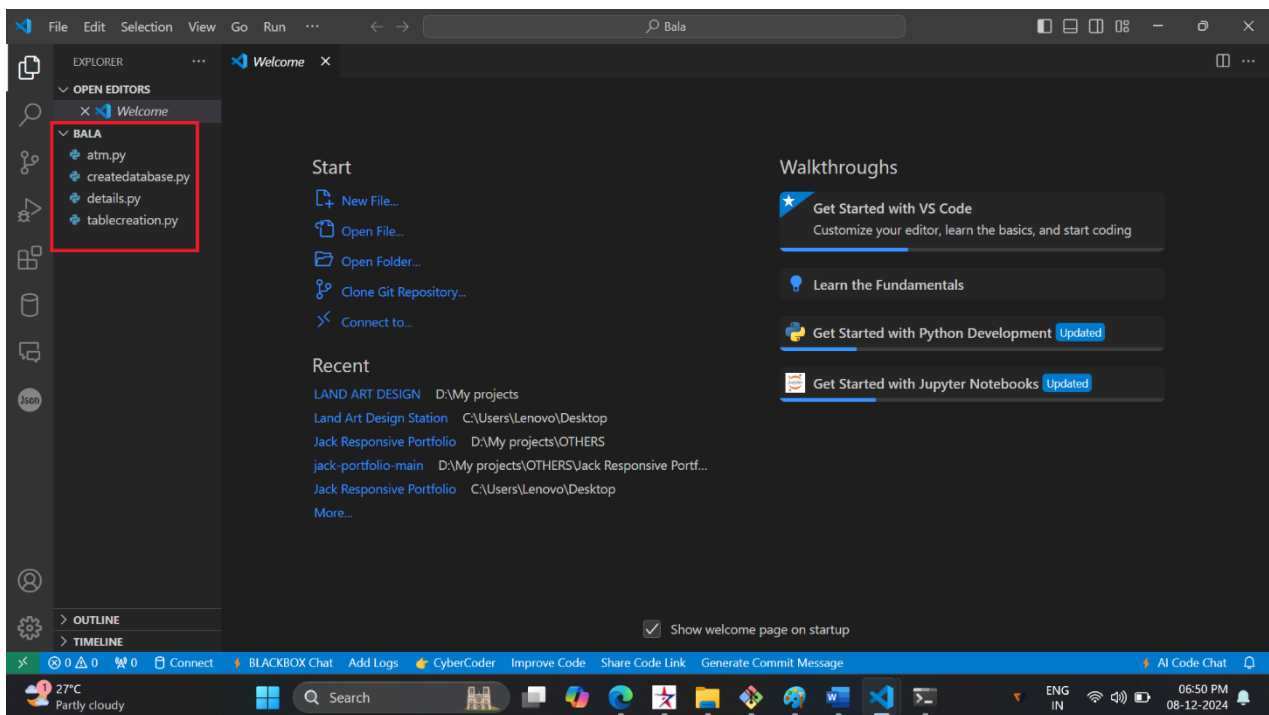 File Edit Selection View Go Run ···
Bala
EXPLORER ···
Welcome
OPEN EDITORS
Welcome
BALA
atm.py
createdatabase.py
details.py
tablecreation.py
OUTLINE
TIMELINE
Start
New File...
Open File...
Open Folder...
Clone Git Repository...
Connect to...
Recent
LAND ART DESIGN D:\My projects
Land Art Design Station C:\Users\Lenovo\Desktop
Jack Responsive Portfolio D:\My projects\OTHERS
jack-portfolio-main D:\My projects\OTHERS\Jack Responsive Portf...
Jack Responsive Portfolio C:\Users\Lenovo\Desktop
More...
Walkthroughs
Get Started with VS Code
Customize your editor, learn the basics, and start coding
Learn the Fundamentals
Get Started with Python Development Updated
Get Started with Jupyter Notebooks Updated
Show welcome page on startup
Json
0 0 0 Connect BLACKBOX Chat Add Logs CyberCoder Improve Code Share Code Link Generate Commit Message AI Code Chat
1 27°C
Partly cloudy
Search
ENG
IN
06:50 PM
08-12-2024